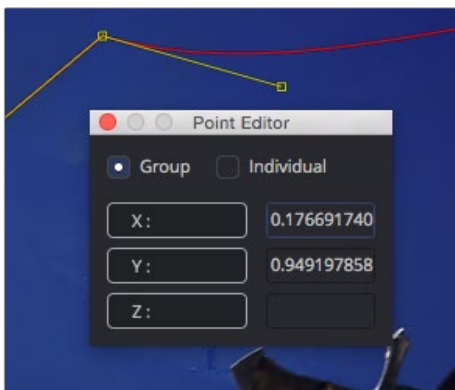 Point Editor
Group Individual
X : 0.176691740
Y : 0.949197858
Z :